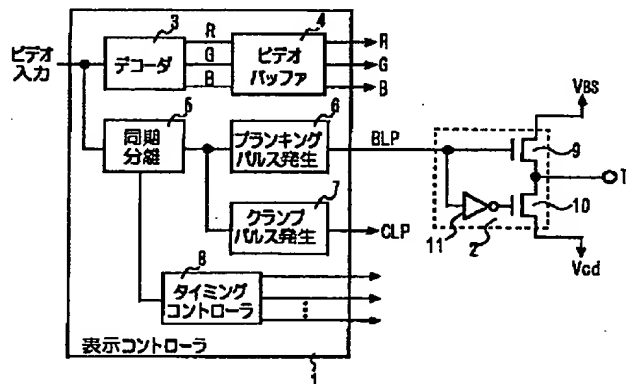 ビデオ
入力
3
デコーダ
R
G
B
4
ビデオ
バッファ
R
G
B
5
同期
分離
6
ブランキング
パルス発生
BLP
7
クランプ
パルス発生
CLP
8
タイミング
コントローラ
表示コントローラ
1
VBS
9
T
10
11
2
Vcd